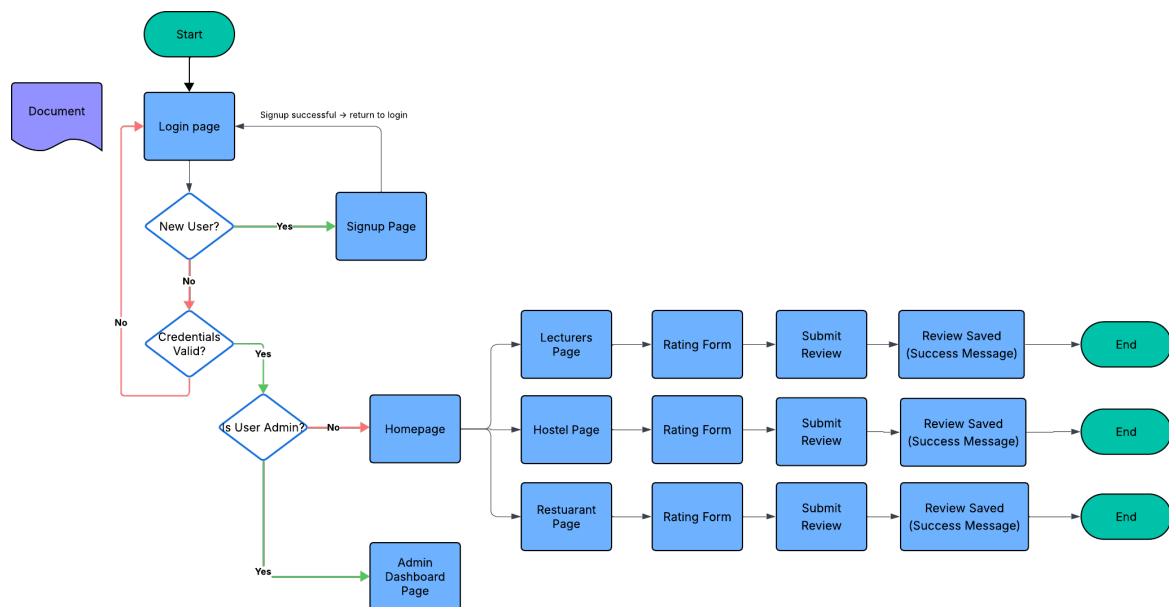 Start
Document
Login page
Signup successful → return to login
New User?
Yes
Signup Page
No
No
Credentials
Valid?
Yes
Is User Admin?
No
Homepage
Lecturers
Page
Rating Form
Submit
Review
Review Saved
(Success Message)
End
Hostel Page
Rating Form
Submit
Review
Review Saved
(Success Message)
End
Restuarant
Page
Rating Form
Submit
Review
Review Saved
(Success Message)
End
Yes
Admin
Dashboard
Page